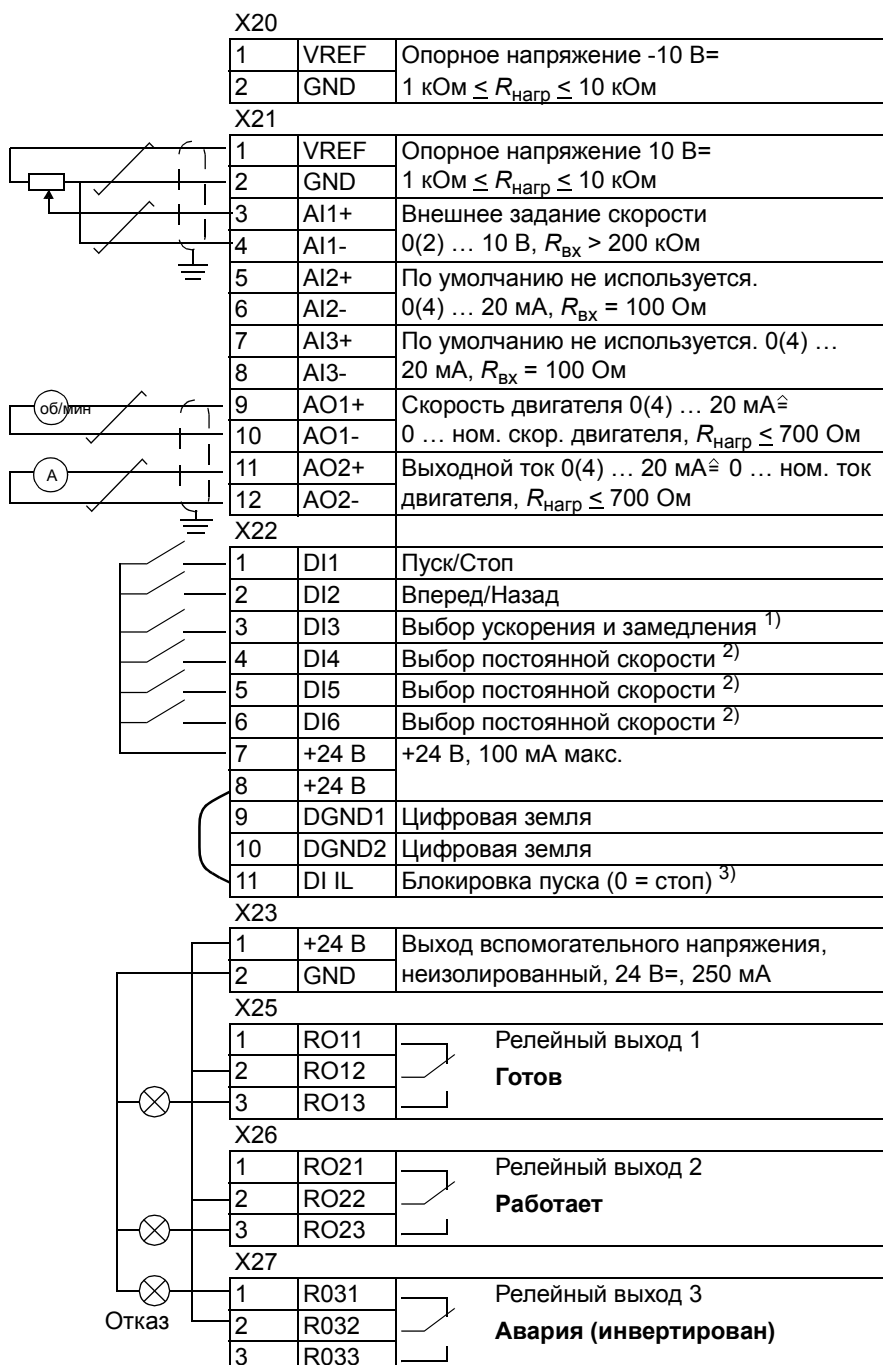 X20
1 VREF Опорное напряжение -10 В=
2 GND 1 кОм ≤ Rнагр ≤ 10 кОм
X21
1 VREF Опорное напряжение 10 В=
2 GND 1 кОм ≤ Rнагр ≤ 10 кОм
3 AI1+ Внешнее задание скорости
4 AI1- 0(2) … 10 В, Rвх > 200 кОм
5 AI2+ По умолчанию не используется.
6 AI2- 0(4) … 20 мА, Rвх = 100 Ом
7 AI3+ По умолчанию не используется. 0(4) …
8 AI3- 20 мА, Rвх = 100 Ом
об/мин 9 AO1+ Скорость двигателя 0(4) … 20 мА≙
10 AO1- 0 … ном. скор. двигателя, Rнагр ≤ 700 Ом
A 11 AO2+ Выходной ток 0(4) … 20 мА≙ 0 … ном. ток
12 AO2- двигателя, Rнагр ≤ 700 Ом
X22
1 DI1 Пуск/Стоп
2 DI2 Вперед/Назад
3 DI3 Выбор ускорения и замедления 1)
4 DI4 Выбор постоянной скорости 2)
5 DI5 Выбор постоянной скорости 2)
6 DI6 Выбор постоянной скорости 2)
7 +24 В +24 В, 100 мА макс.
8 +24 В
9 DGND1 Цифровая земля
10 DGND2 Цифровая земля
11 DI IL Блокировка пуска (0 = стоп) 3)
X23
1 +24 В Выход вспомогательного напряжения,
2 GND неизолированный, 24 В=, 250 мА
X25
1 RO11 Релейный выход 1
2 RO12 Готов
3 RO13
X26
1 RO21 Релейный выход 2
2 RO22 Работает
3 RO23
X27
1 R031 Релейный выход 3
Отказ 2 R032 Авария (инвертирован)
3 R033